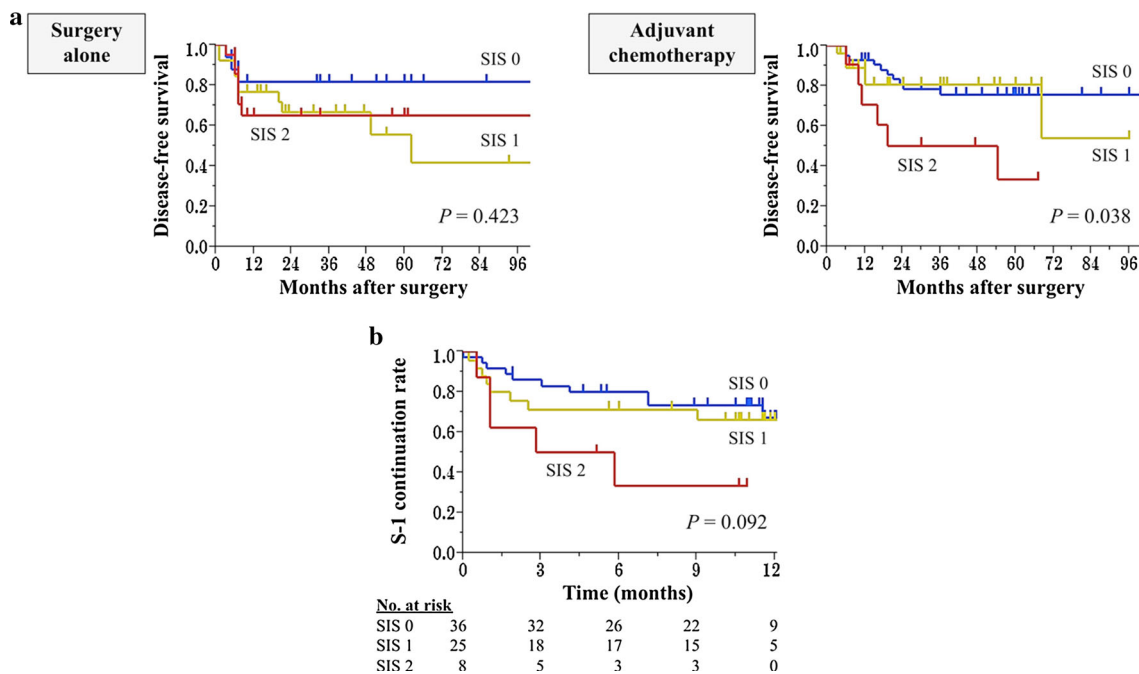 a
Surgery
alone
Disease-free survival
1.0
0.8
0.6
0.4
0.2
0.0
SIS 0
SIS 2
SIS 1
P = 0.423
0 12 24 36 48 60 72 84 96
Months after surgery
Adjuvant
chemotherapy
Disease-free survival
1.0
0.8
0.6
0.4
0.2
0.0
SIS 0
SIS 1
SIS 2
P = 0.038
0 12 24 36 48 60 72 84 96
Months after surgery
b
S-1 continuation rate
1.0
0.8
0.6
0.4
0.2
0.0
SIS 0
SIS 1
SIS 2
P = 0.092
0 3 6 9 12
Time (months)
No. at risk
SIS 0 36 32 26 22 9
SIS 1 25 18 17 15 5
SIS 2 8 5 3 3 0